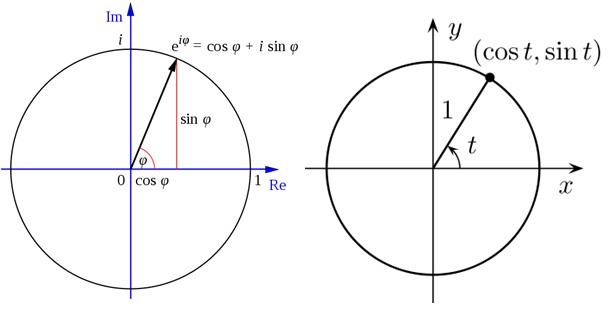 Im
i
e^{iφ} = cos φ + i sin φ
sin φ
φ
0
cos φ
1
Re
y
(cos t, sin t)
1
t
x